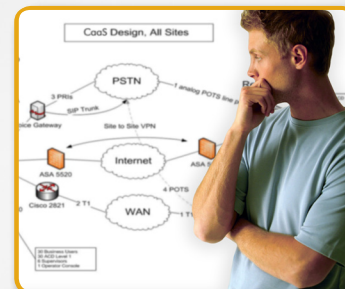 CaaS Design, All Sites
PSTN
3 PRIs
1 analog POTS line p
SIP Trunk
ice Gateway
Site to Site VPN
Internet
ASA 5520
ASA 5
4 POTS
Cisco 2821
2 T1
WAN
1 T1
30 Business Users
30 ACD Level 1
6 Supervisors
1 Operator Console